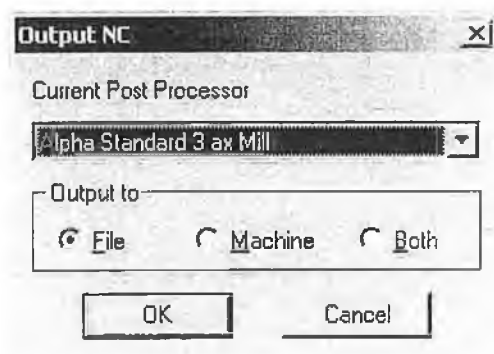 Output NC
Current Post Processor
Alpha Standard 3 ax Mill
Output to
File Machine Both
OK Cancel